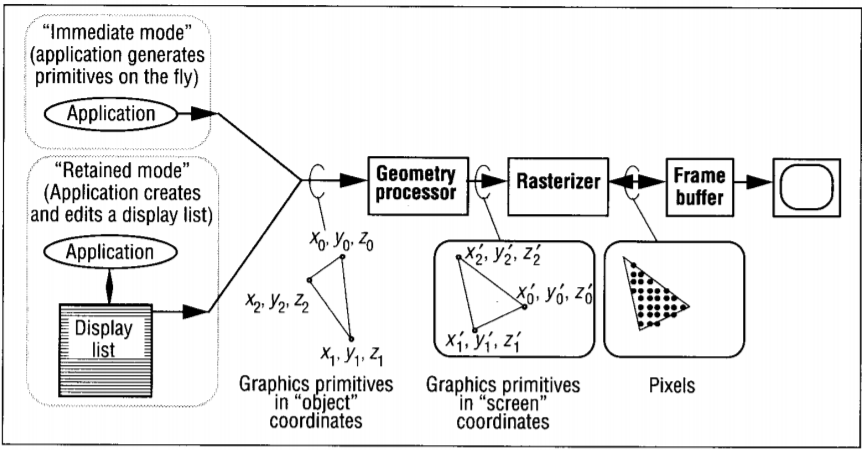 “Immediate mode”
(application generates
primitives on the fly)
Application
“Retained mode”
(Application creates
and edits a display list)
Application
Display
list
x₀, y₀, z₀
x₂, y₂, z₂
x₁, y₁, z₁
Graphics primitives
in “object”
coordinates
Geometry
processor
x′₂, y′₂, z′₂
x′₀, y′₀, z′₀
x′₁, y′₁, z′₁
Graphics primitives
in “screen”
coordinates
Rasterizer
Pixels
Frame
buffer